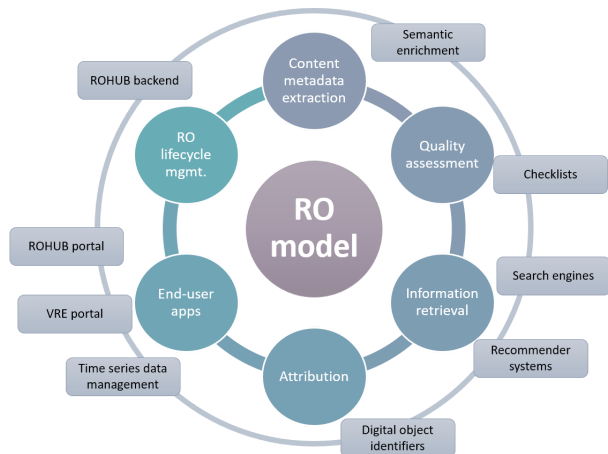 Semantic
enrichment
Content
metadata
extraction
ROHUB backend
RO
lifecycle
mgmt.
Quality
assessment
Checklists
RO
model
ROHUB portal
Search engines
End-user
apps
Information
retrieval
VRE portal
Recommender
systems
Time series data
management
Attribution
Digital object
identifiers